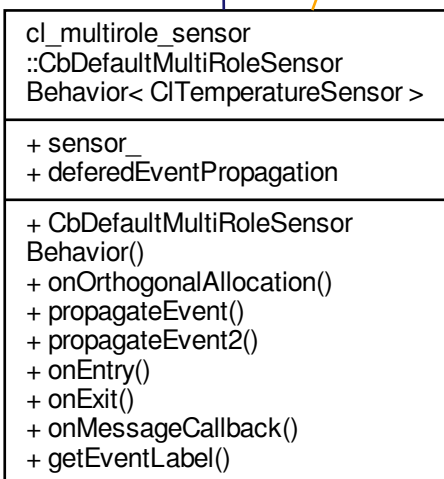 cl_multirole_sensor
::CbDefaultMultiRoleSensor
Behavior< ClTemperatureSensor >
+ sensor_
+ deferedEventPropagation
+ CbDefaultMultiRoleSensor
Behavior()
+ onOrthogonalAllocation()
+ propagateEvent()
+ propagateEvent2()
+ onEntry()
+ onExit()
+ onMessageCallback()
+ getEventLabel()